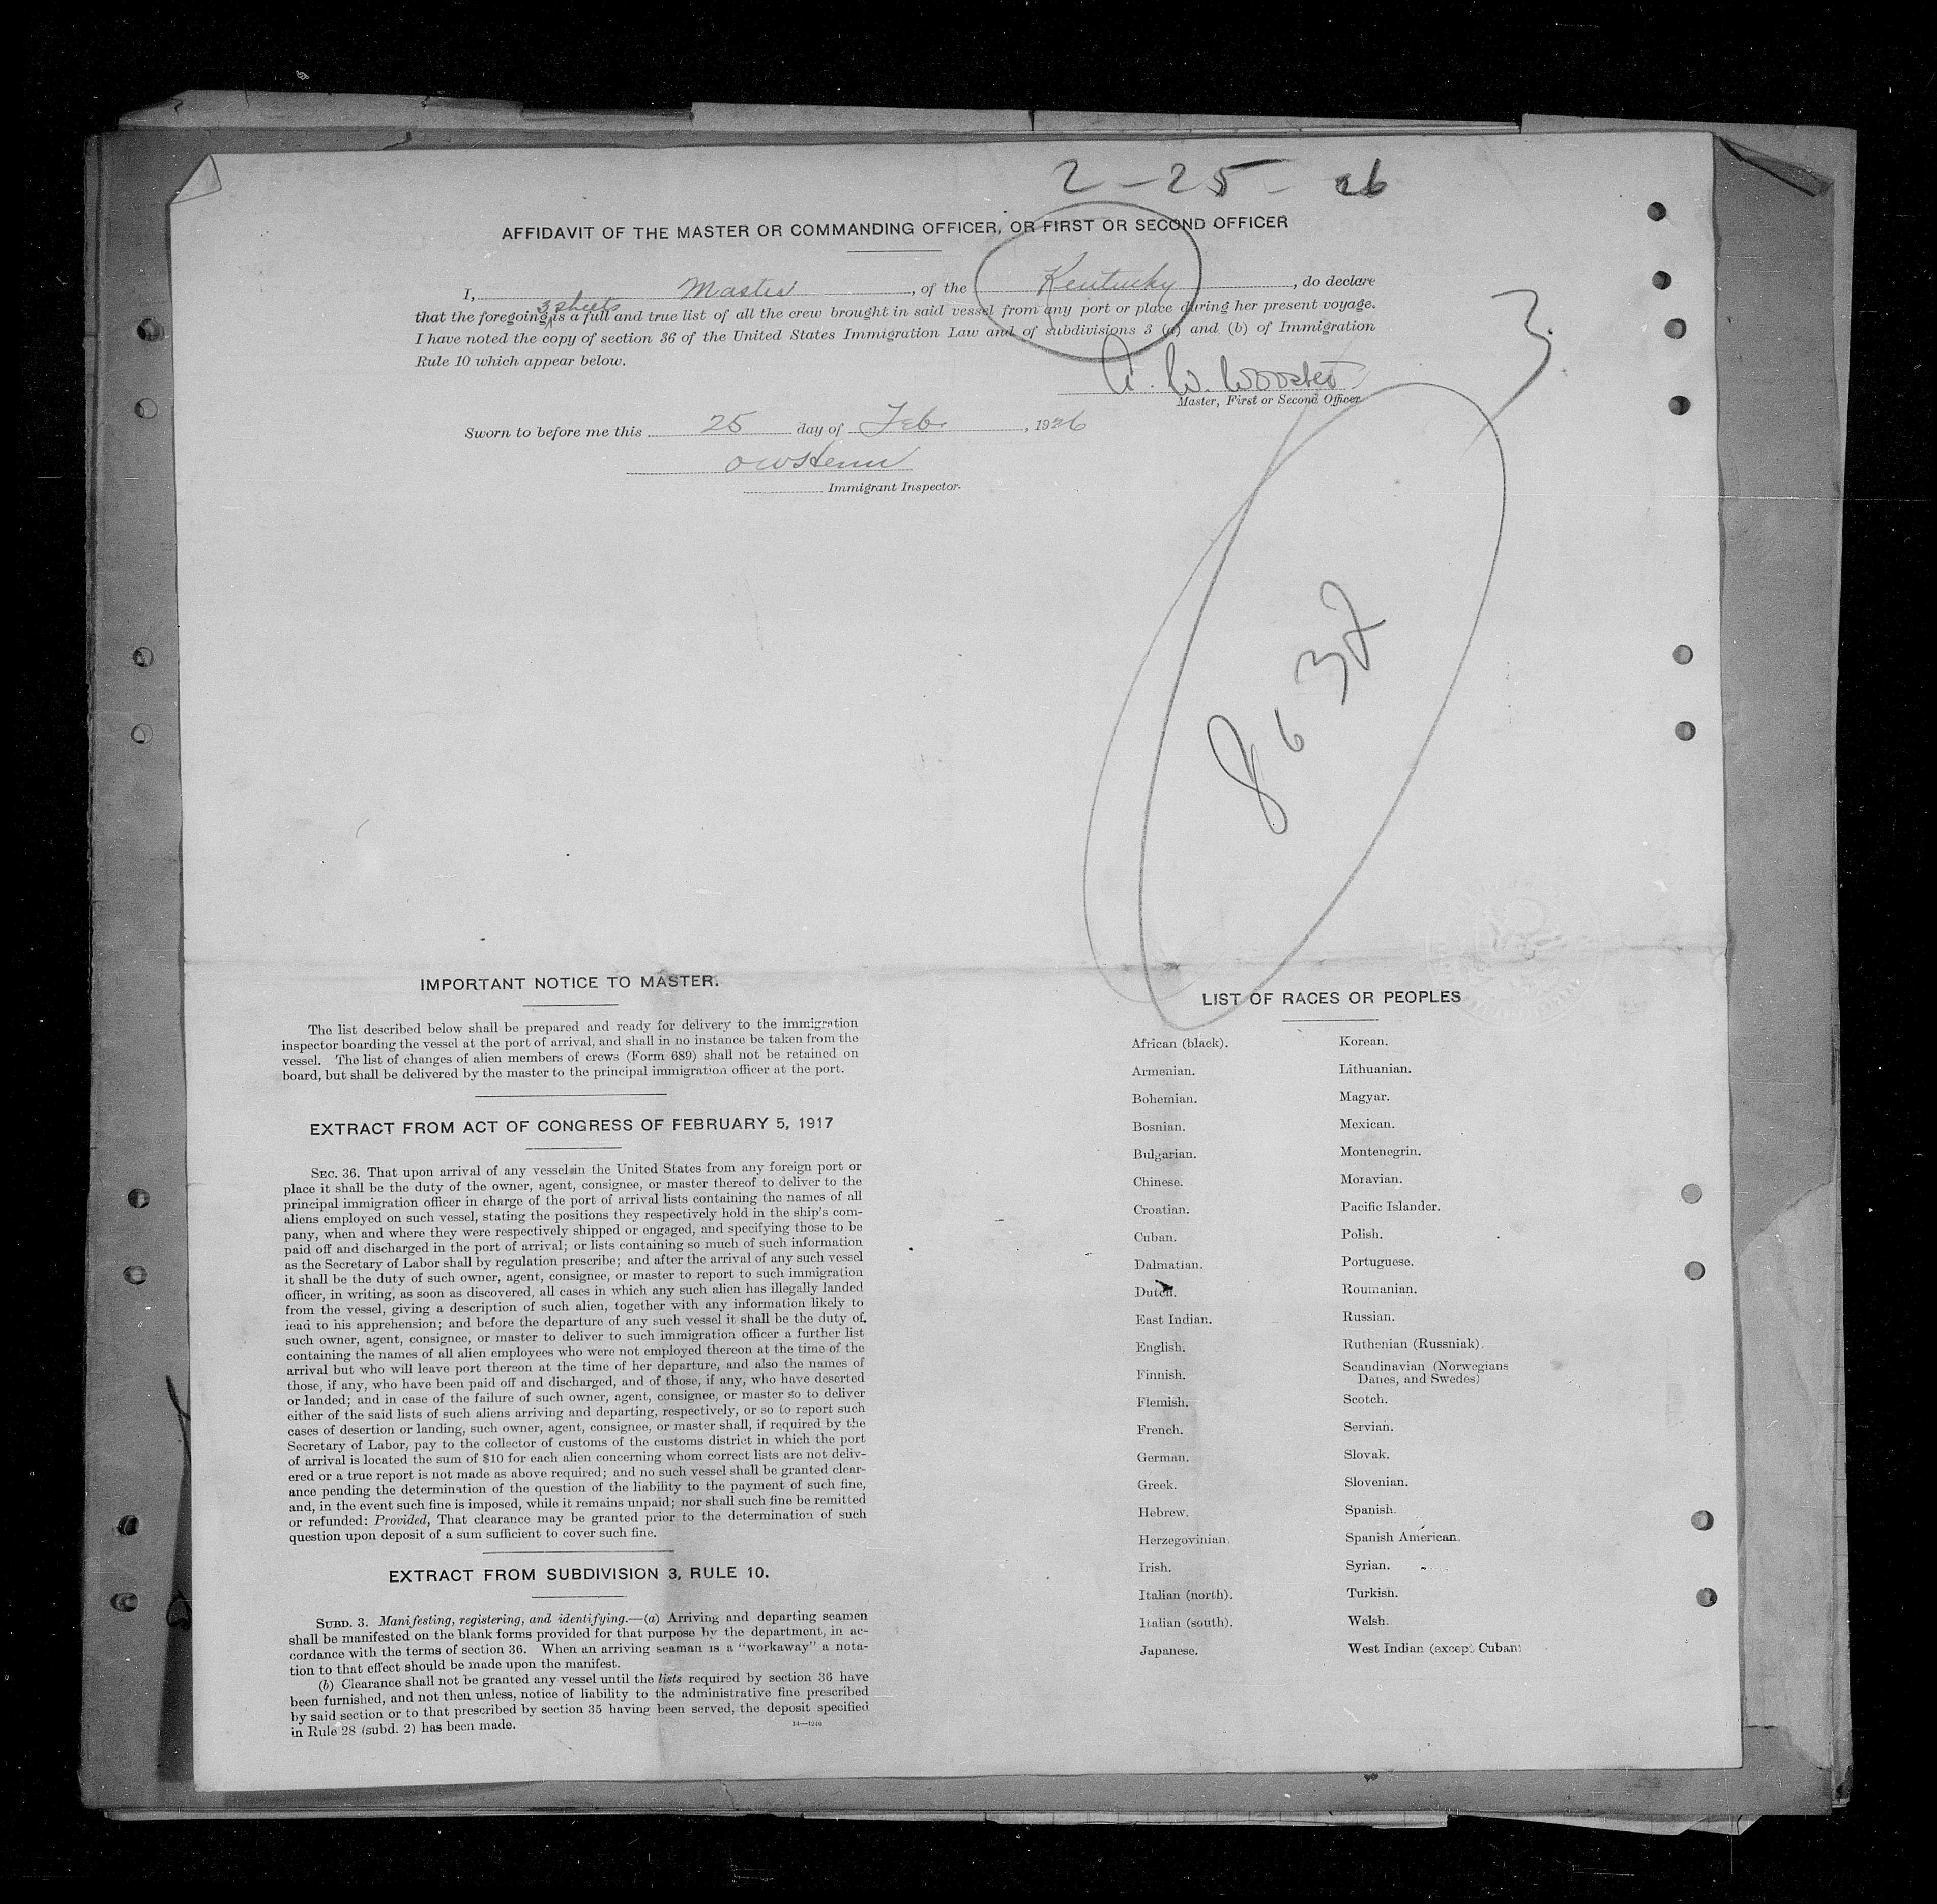 2-25-26
AFFIDAVIT OF THE MASTER OR COMMANDING OFFICER, OR FIRST OR SECOND OFFICER
I, Master, of the Kentucky, do declare
3 sheets
that the foregoing is a full and true list of all the crew brought in said vessel from any port or place during her present voyage.
I have noted the copy of section 36 of the United States Immigration Law and of subdivisions 3 (a) and (b) of Immigration
Rule 10 which appear below.
3
Master, First or Second Officer
Sworn to before me this 25 day of Feb., 1926
Immigrant Inspector.
IMPORTANT NOTICE TO MASTER.
The list described below shall be prepared and ready for delivery to the immigration
inspector boarding the vessel at the port of arrival, and shall in no instance be taken from the
vessel. The list of changes of alien members of crews (Form 689) shall not be retained on
board, but shall be delivered by the master to the principal immigration officer at the port.
EXTRACT FROM ACT OF CONGRESS OF FEBRUARY 5, 1917
SEC. 36. That upon arrival of any vessel in the United States from any foreign port or
place it shall be the duty of the owner, agent, consignee, or master thereof to deliver to the
principal immigration officer in charge of the port of arrival lists containing the names of all
aliens employed on such vessel, stating the positions they respectively hold in the ship's com-
pany, when and where they were respectively shipped or engaged, and specifying those to be
paid off and discharged in the port of arrival; or lists containing so much of such information
as the Secretary of Labor shall by regulation prescribe; and after the arrival of any such vessel
it shall be the duty of such owner, agent, consignee, or master to report to such immigration
officer, in writing, as soon as discovered, all cases in which any such alien has illegally landed
from the vessel, giving a description of such alien, together with any information likely to
lead to his apprehension; and before the departure of any such vessel it shall be the duty of
such owner, agent, consignee, or master to deliver to such immigration officer a further list
containing the names of all alien employees who were not employed thereon at the time of the
arrival but who will leave port thereon at the time of her departure, and also the names of
those, if any, who have been paid off and discharged, and of those, if any, who have deserted
or landed; and in case of the failure of such owner, agent, consignee, or master so to deliver
either of the said lists of such aliens arriving and departing, respectively, or so to report such
cases of desertion or landing, such owner, agent, consignee, or master shall, if required by the
Secretary of Labor, pay to the collector of customs of the customs district in which the port
of arrival is located the sum of $10 for each alien concerning whom correct lists are not deliv-
ered or a true report is not made as above required; and no such vessel shall be granted clear-
ance pending the determination of the question of the liability to the payment of such fine,
and, in the event such fine is imposed, while it remains unpaid; nor shall such fine be remitted
or refunded: Provided, That clearance may be granted prior to the determination of such
question upon deposit of a sum sufficient to cover such fine.
EXTRACT FROM SUBDIVISION 3, RULE 10.
SUBD. 3. Manifesting, registering, and identifying.—(a) Arriving and departing seamen
shall be manifested on the blank forms provided for that purpose by the department, in ac-
cordance with the terms of section 36. When an arriving seaman is a "workaway" a nota-
tion to that effect should be made upon the manifest.
(b) Clearance shall not be granted any vessel until the lists required by section 36 have
been furnished, and not then unless, notice of liability to the administrative fine prescribed
by said section or to that prescribed by section 35 having been served, the deposit specified
in Rule 28 (subd. 2) has been made.
14—1240
LIST OF RACES OR PEOPLES
African (black).
Armenian.
Bohemian.
Bosnian.
Bulgarian.
Chinese.
Croatian.
Cuban.
Dalmatian.
Dutch.
East Indian.
English.
Finnish.
Flemish.
French.
German.
Greek.
Hebrew.
Herzegovinian.
Irish.
Italian (north).
Italian (south).
Japanese.
Korean.
Lithuanian.
Magyar.
Mexican.
Montenegrin.
Moravian.
Pacific Islander.
Polish.
Portuguese.
Roumanian.
Russian.
Ruthenian (Russniak).
Scandinavian (Norwegians
Danes, and Swedes)
Scotch.
Servian.
Slovak.
Slovenian.
Spanish.
Spanish American.
Syrian.
Turkish.
Welsh.
West Indian (except Cuban)